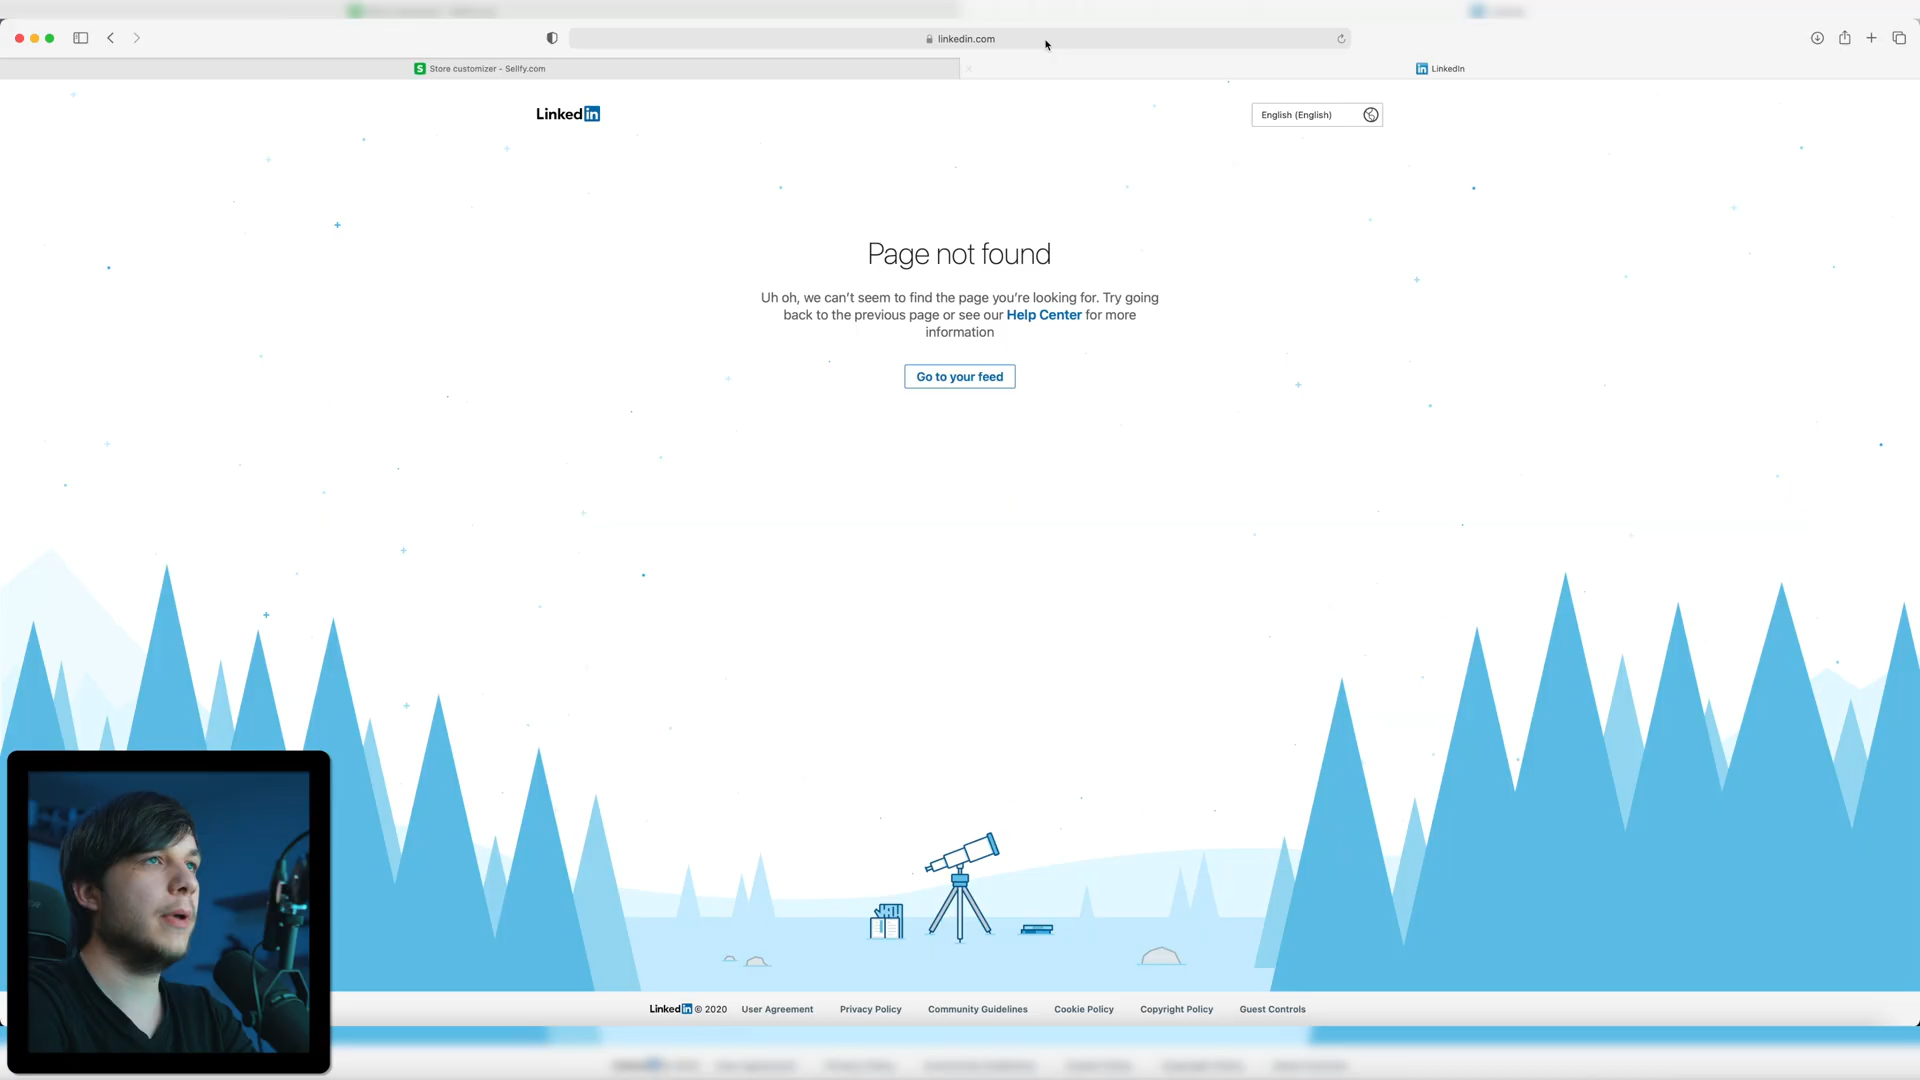 linkedin.com
Store customizer - Sellfy.com
LinkedIn
Linked in
English (English)
Page not found
Uh oh, we can't seem to find the page you're looking for. Try going
back to the previous page or see our Help Center for more
information
Go to your feed
Linked in © 2020 User Agreement Privacy Policy Community Guidelines Cookie Policy Copyright Policy Guest Controls